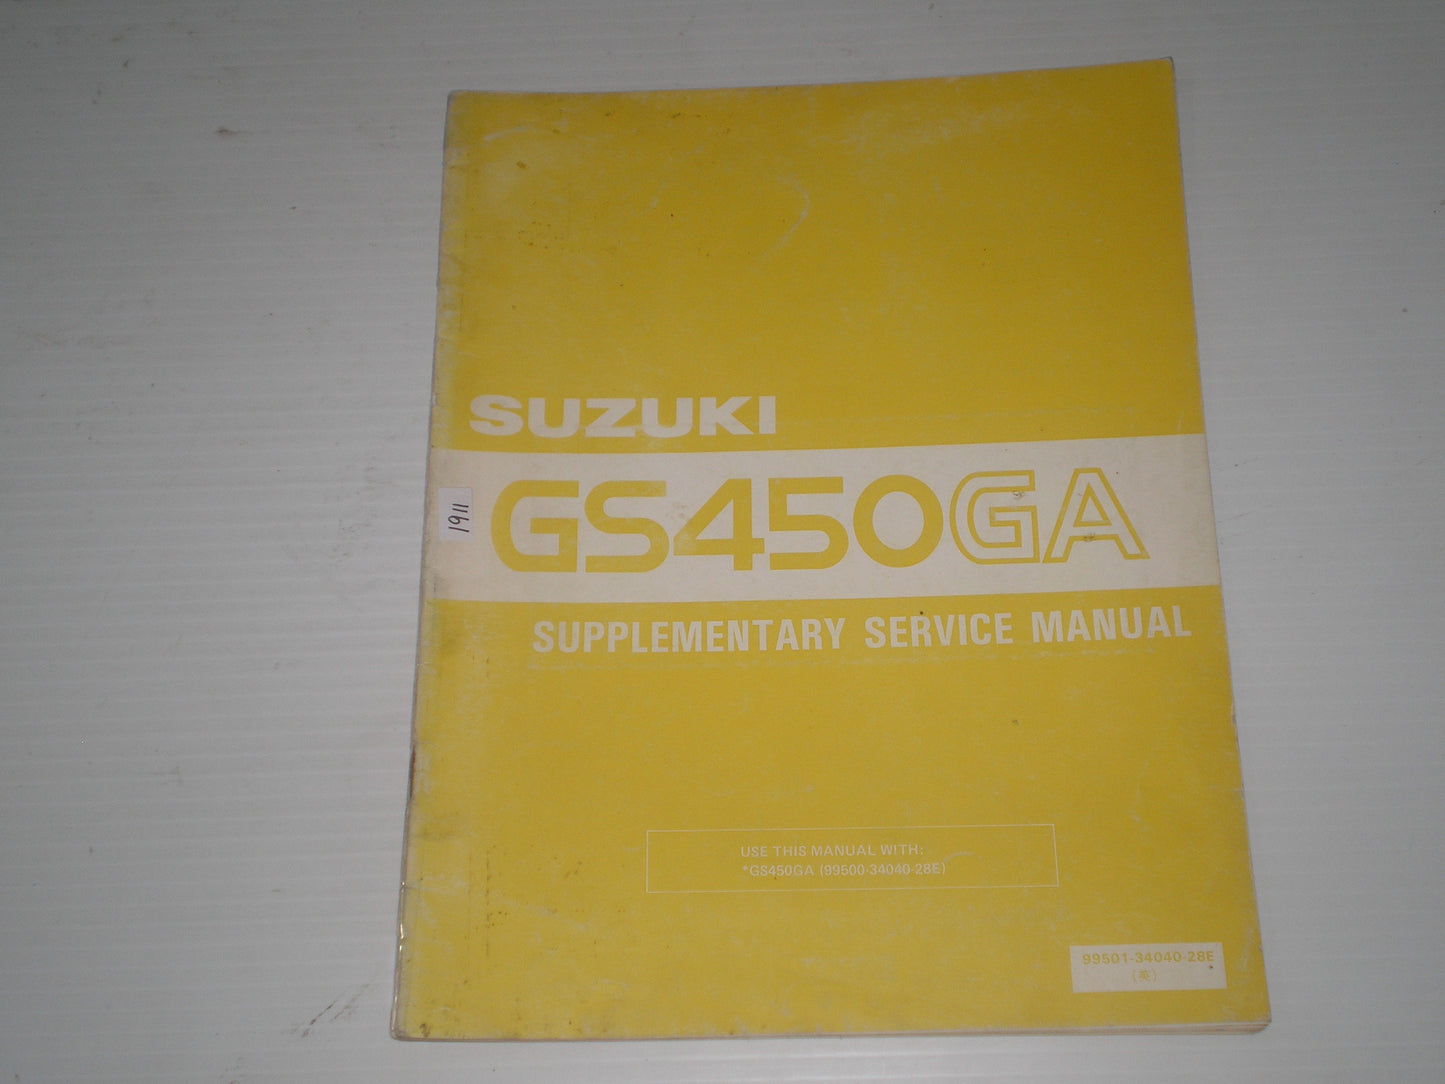 SUZUKI
1911
GS450GA
SUPPLEMENTARY SERVICE MANUAL
USE THIS MANUAL WITH:
*GS450GA (99500-34040-28E)
99501-34040-28E
(英)